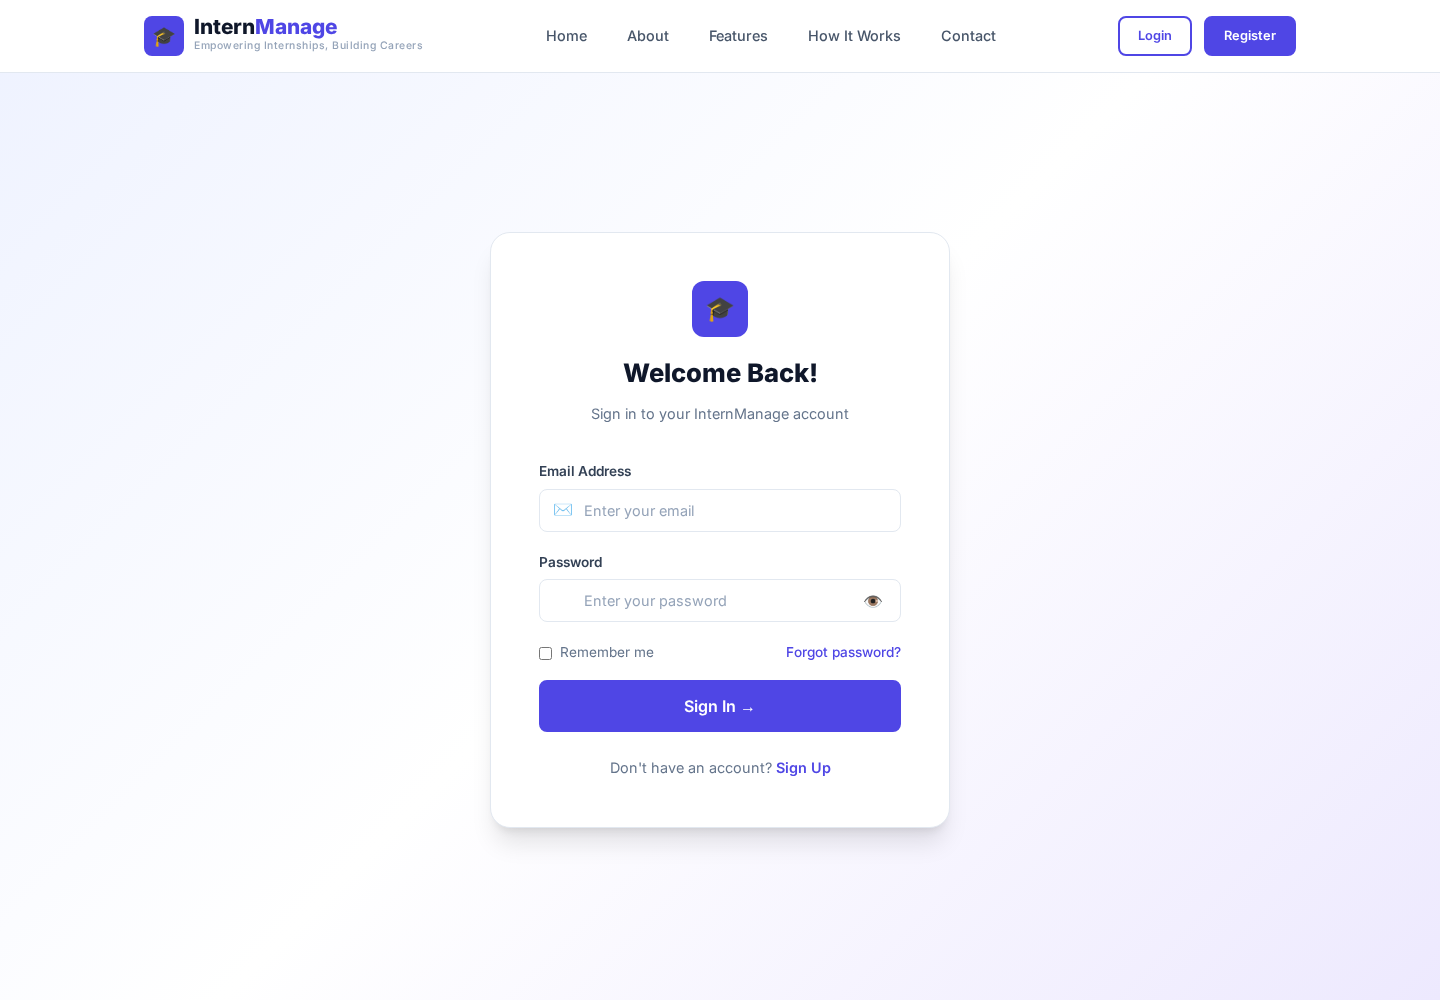 InternManage
Empowering Internships, Building Careers
Home About Features How It Works Contact
Login Register
Welcome Back!
Sign in to your InternManage account
Email Address
Enter your email
Password
Enter your password
Remember me Forgot password?
Sign In →
Don't have an account? Sign Up